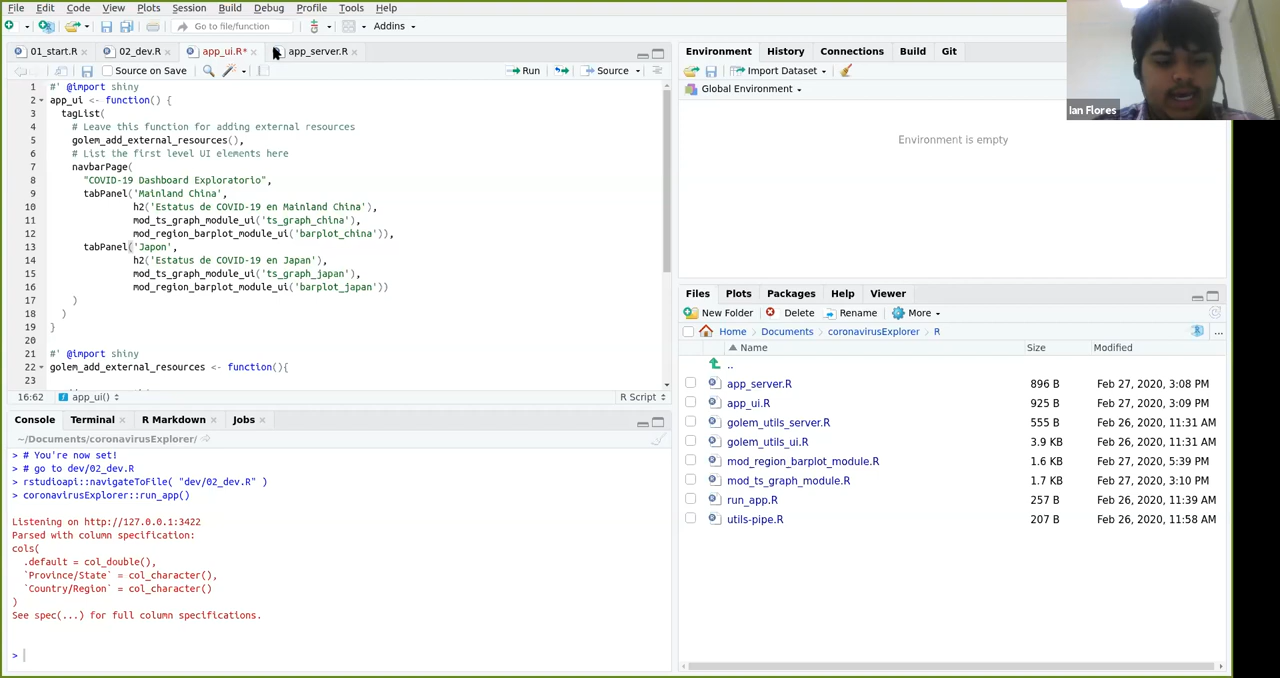 File Edit Code View Plots Session Build Debug Profile Tools Help
Go to file/function Addins
01_start.R 02_dev.R app_ui.R* app_server.R
Source on Save Run Source
1 #' @import shiny
2 app_ui <- function() {
3 tagList(
4 # Leave this function for adding external resources
5 golem_add_external_resources(),
6 # List the first level UI elements here
7 navbarPage(
8 "COVID-19 Dashboard Exploratorio",
9 tabPanel('Mainland China',
10 h2('Estatus de COVID-19 en Mainland China'),
11 mod_ts_graph_module_ui('ts_graph_china'),
12 mod_region_barplot_module_ui('barplot_china')),
13 tabPanel('Japon',
14 h2('Estatus de COVID-19 en Japan'),
15 mod_ts_graph_module_ui('ts_graph_japan'),
16 mod_region_barplot_module_ui('barplot_japan'))
17 )
18 )
19 }
20
21 #' @import shiny
22 golem_add_external_resources <- function(){
23
16:62 app_ui() R Script
Console Terminal R Markdown Jobs
~/Documents/coronavirusExplorer/
> # You're now set!
> # go to dev/02_dev.R
> rstudioapi::navigateToFile( "dev/02_dev.R" )
> coronavirusExplorer::run_app()
Listening on http://127.0.0.1:3422
Parsed with column specification:
cols(
.default = col_double(),
`Province/State` = col_character(),
`Country/Region` = col_character()
)
See spec(...) for full column specifications.
>
Environment History Connections Build Git
Import Dataset
Global Environment
Environment is empty
Ian Flores
Files Plots Packages Help Viewer
New Folder Delete Rename More
Home Documents coronavirusExplorer R
Name Size Modified
..
app_server.R 896 B Feb 27, 2020, 3:08 PM
app_ui.R 925 B Feb 27, 2020, 3:09 PM
golem_utils_server.R 555 B Feb 26, 2020, 11:31 AM
golem_utils_ui.R 3.9 KB Feb 26, 2020, 11:31 AM
mod_region_barplot_module.R 1.6 KB Feb 27, 2020, 5:39 PM
mod_ts_graph_module.R 1.7 KB Feb 27, 2020, 3:10 PM
run_app.R 257 B Feb 26, 2020, 11:39 AM
utils-pipe.R 207 B Feb 26, 2020, 11:58 AM